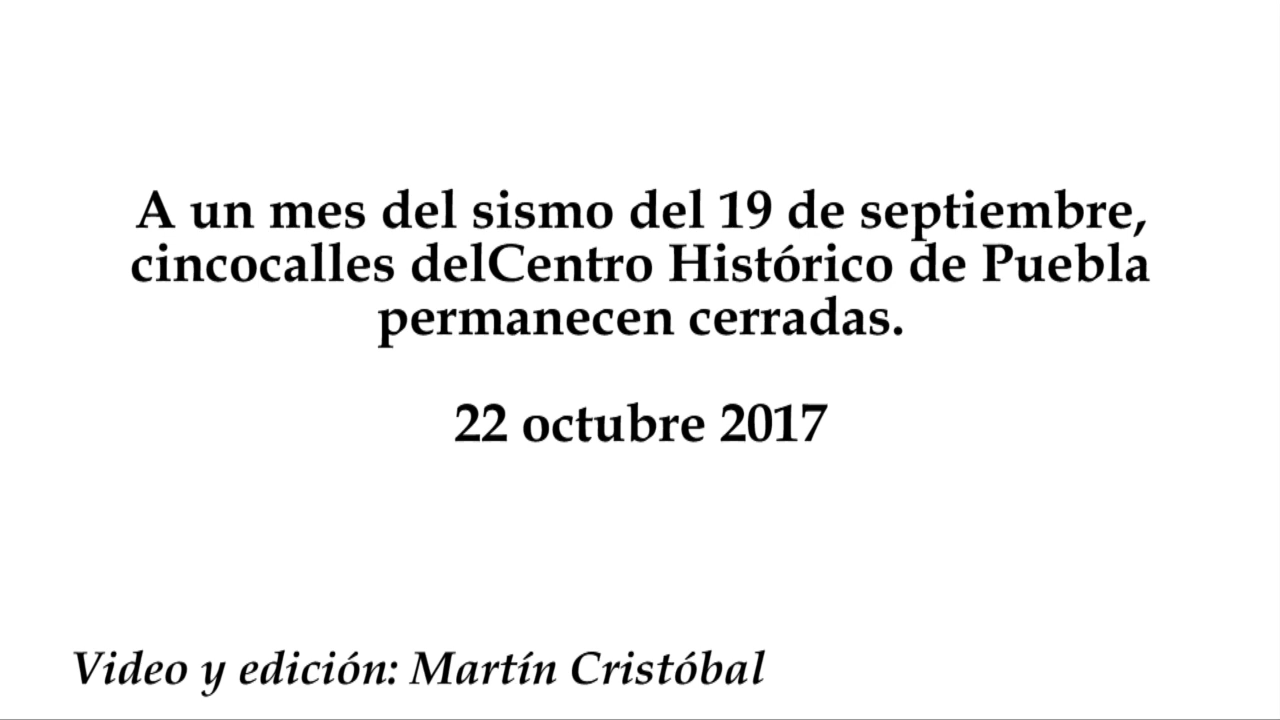 A un mes del sismo del 19 de septiembre,
cincocalles delCentro Histórico de Puebla
permanecen cerradas.
22 octubre 2017
Video y edición: Martín Cristóbal